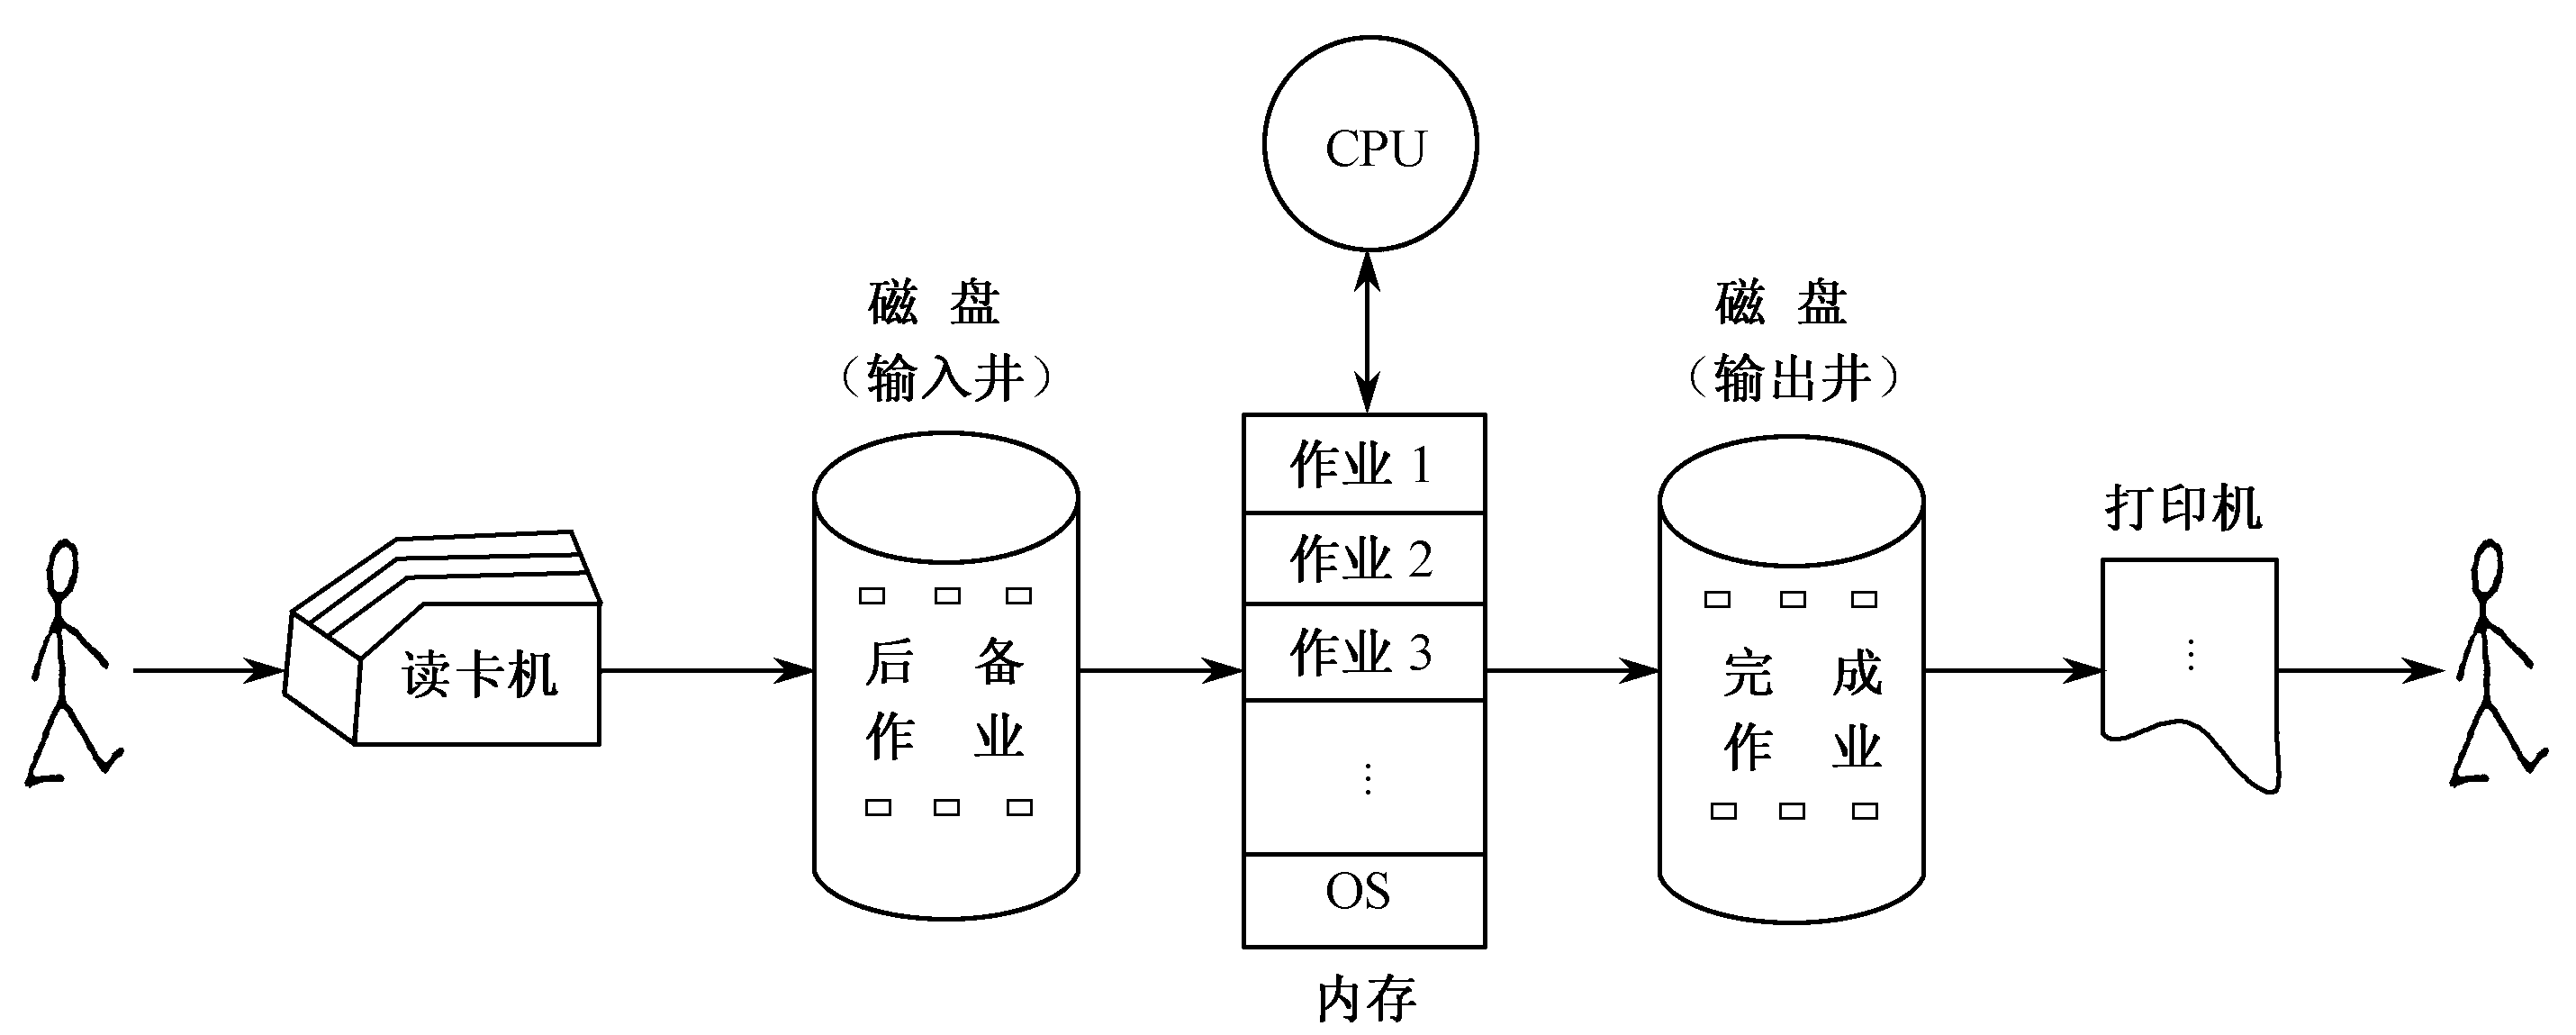 CPU
磁 盘
（输入井）
磁 盘
（输出井）
作业 1
作业 2
作业 3
⋮
OS
内存
读卡机
后 备
作 业
完 成
作 业
打印机
⋮